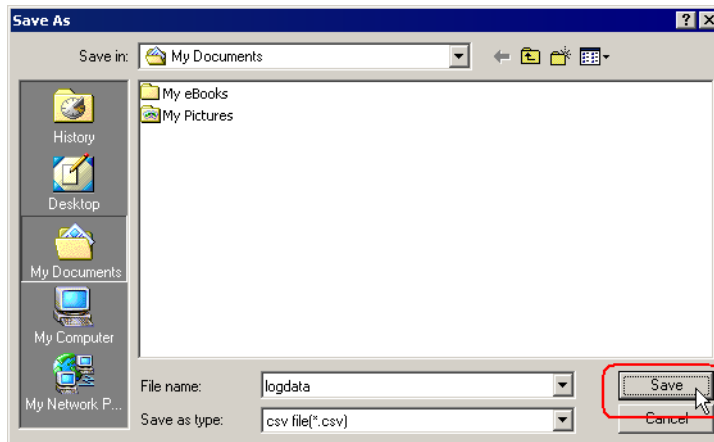 Save As
Save in: My Documents
My eBooks
My Pictures
History
Desktop
My Documents
My Computer
My Network P...
File name: logdata Save
Save as type: csv file(*.csv) Cancel